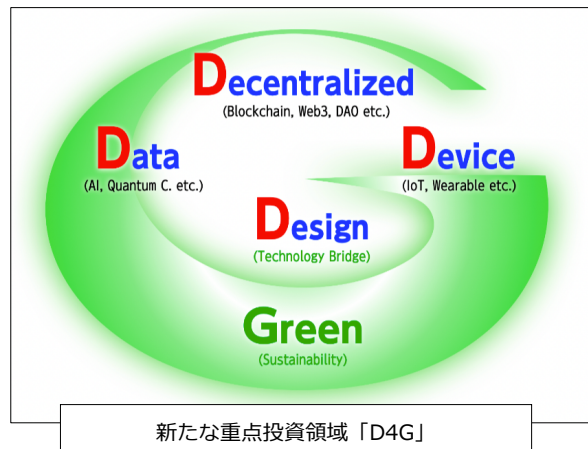 Decentralized
(Blockchain, Web3, DAO etc.)
Data
(AI, Quantum C. etc.)
Device
(IoT, Wearable etc.)
Design
(Technology Bridge)
Green
(Sustainability)
新たな重点投資領域「D4G」